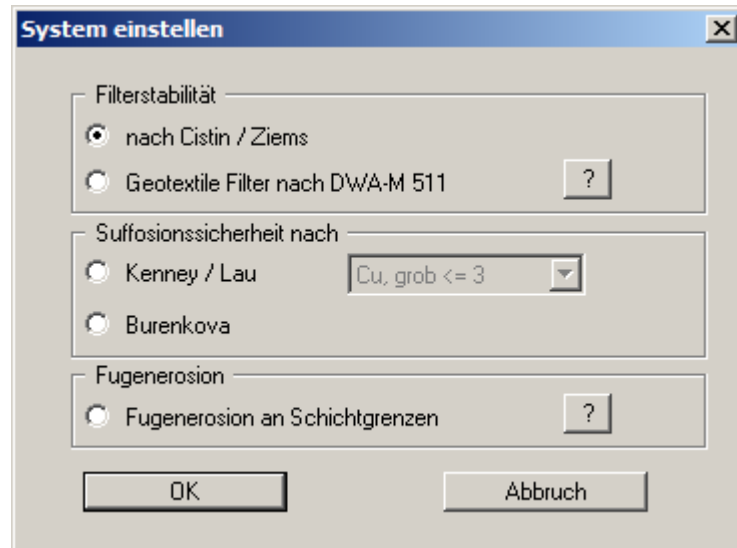 System einstellen
Filterstabilität
nach Cistin / Ziems
Geotextile Filter nach DWA-M 511
?
Suffosionssicherheit nach
Kenney / Lau
Cu, grob <= 3
Burenkova
Fugenerosion
Fugenerosion an Schichtgrenzen
?
OK
Abbruch